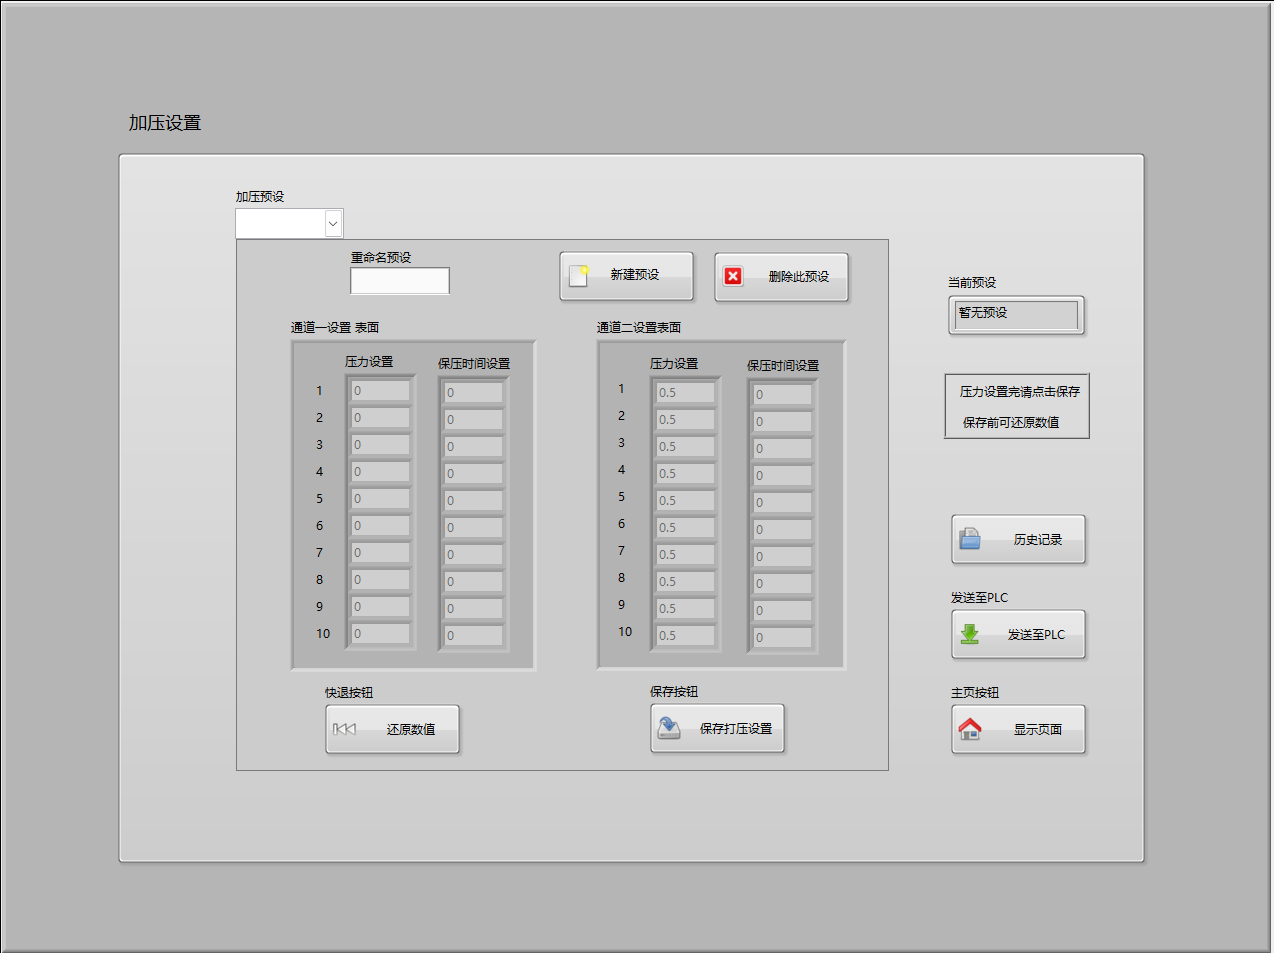 加压设置
加压预设
重命名预设
新建预设
删除此预设
当前预设
暂无预设
通道一设置 表面
通道二设置表面
压力设置 保压时间设置
压力设置 保压时间设置
1 0 0
2 0 0
3 0 0
4 0 0
5 0 0
6 0 0
7 0 0
8 0 0
9 0 0
10 0 0
1 0.5 0
2 0.5 0
3 0.5 0
4 0.5 0
5 0.5 0
6 0.5 0
7 0.5 0
8 0.5 0
9 0.5 0
10 0.5 0
压力设置完请点击保存
保存前可还原数值
历史记录
发送至PLC
发送至PLC
快退按钮
还原数值
保存按钮
保存打压设置
主页按钮
显示页面